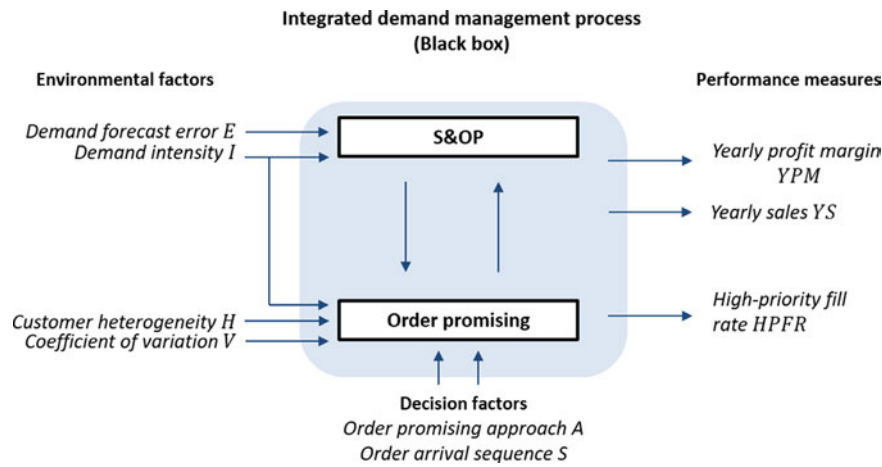 Integrated demand management process
(Black box)
Environmental factors
Performance measures
Demand forecast error E
Demand intensity I
S&OP
Yearly profit margin
YPM
Yearly sales YS
Customer heterogeneity H
Coefficient of variation V
Order promising
High-priority fill
rate HPFR
Decision factors
Order promising approach A
Order arrival sequence S